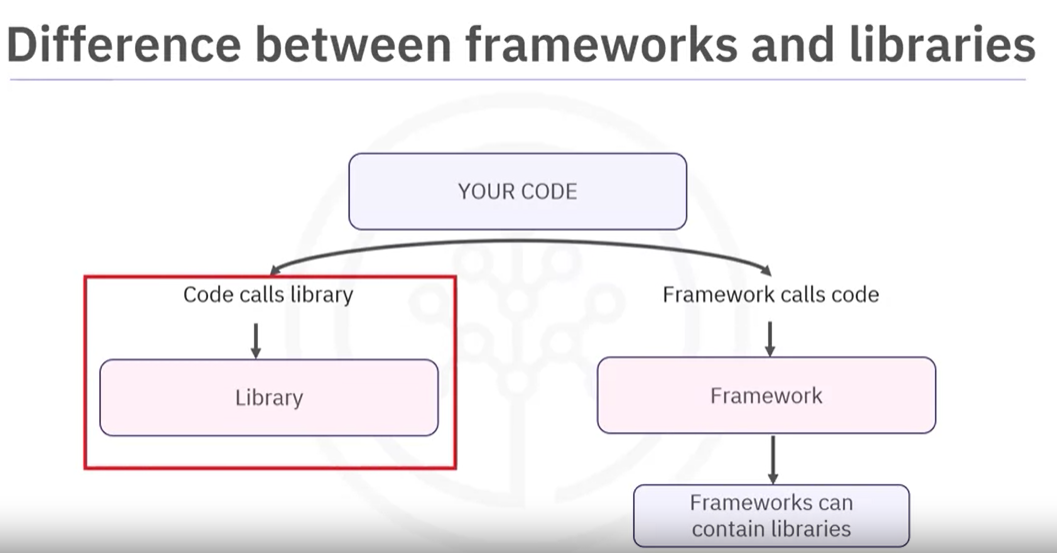 Difference between frameworks and libraries
YOUR CODE
Code calls library
Library
Framework calls code
Framework
Frameworks can
contain libraries